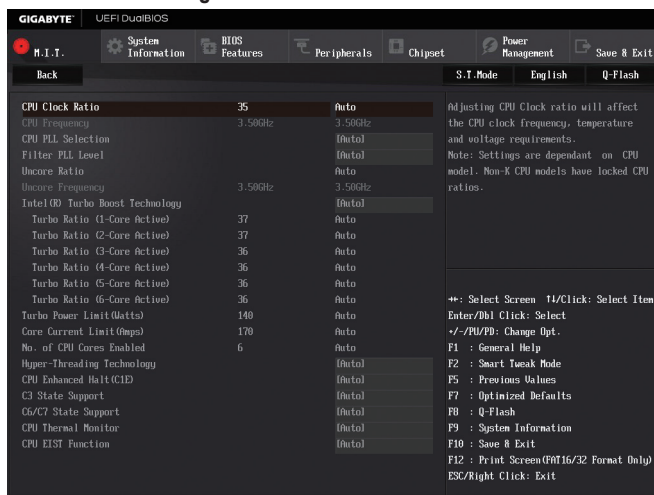 GIGABYTE™ UEFI DualBIOS
M.I.T. System Information BIOS Features Peripherals Chipset Power Management Save & Exit
Back S.T.Mode English Q-Flash
CPU Clock Ratio 35 Auto
CPU Frequency 3.50GHz 3.50GHz
CPU PLL Selection [Auto]
Filter PLL Level [Auto]
Uncore Ratio Auto
Uncore Frequency 3.50GHz 3.50GHz
Intel(R) Turbo Boost Technology [Auto]
Turbo Ratio (1-Core Active) 37 Auto
Turbo Ratio (2-Core Active) 37 Auto
Turbo Ratio (3-Core Active) 36 Auto
Turbo Ratio (4-Core Active) 36 Auto
Turbo Ratio (5-Core Active) 36 Auto
Turbo Ratio (6-Core Active) 36 Auto
Turbo Power Limit(Watts) 140 Auto
Core Current Limit(Amps) 170 Auto
No. of CPU Cores Enabled 6 Auto
Hyper-Threading Technology [Auto]
CPU Enhanced Halt(C1E) [Auto]
C3 State Support [Auto]
C6/C7 State Support [Auto]
CPU Thermal Monitor [Auto]
CPU EIST Function [Auto]
Adjusting CPU Clock ratio will affect
the CPU clock frequency, temperature
and voltage requirements.
Note: Settings are dependant on CPU
model. Non-K CPU models have locked CPU
ratios.
→←: Select Screen ↑↓/Click: Select Item
Enter/Dbl Click: Select
+/-/PU/PD: Change Opt.
F1 : General Help
F2 : Smart Tweak Mode
F5 : Previous Values
F7 : Optimized Defaults
F8 : Q-Flash
F9 : System Information
F10 : Save & Exit
F12 : Print Screen(FAT16/32 Format Only)
ESC/Right Click: Exit